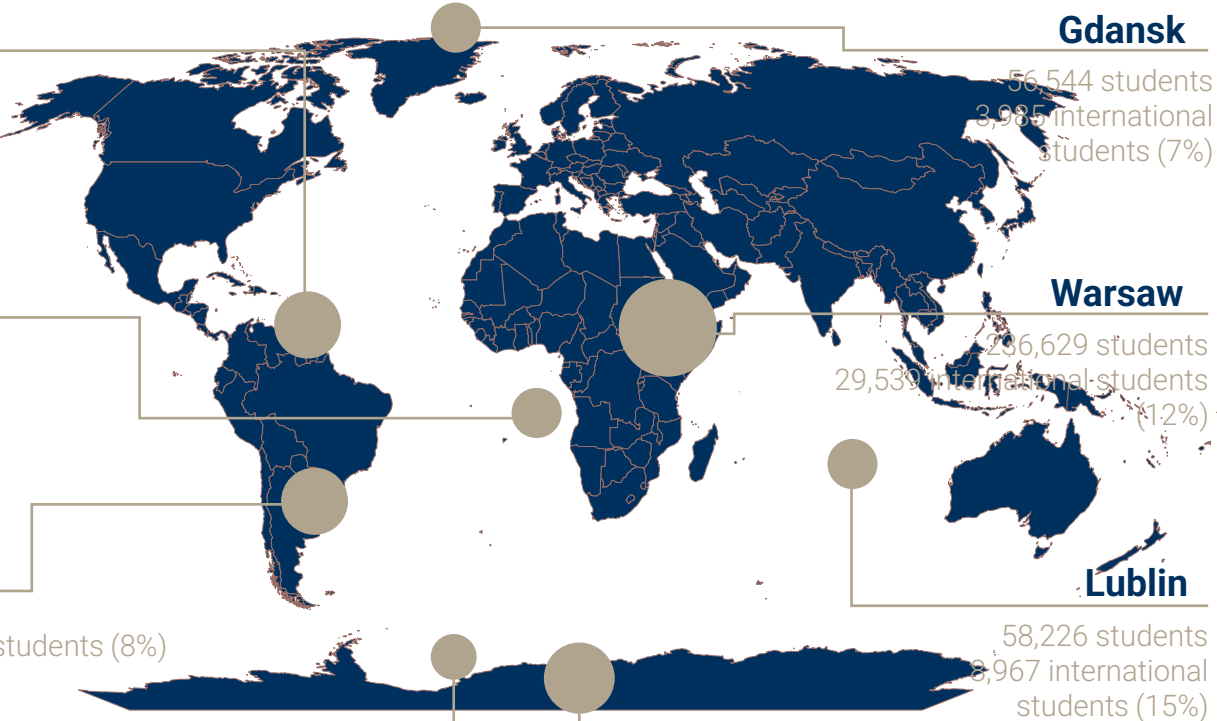 Gdansk
56,544 students
3,985 international
students (7%)
Warsaw
236,629 students
29,539 international students
(12%)
Lublin
students (8%)
58,226 students
8,967 international
students (15%)